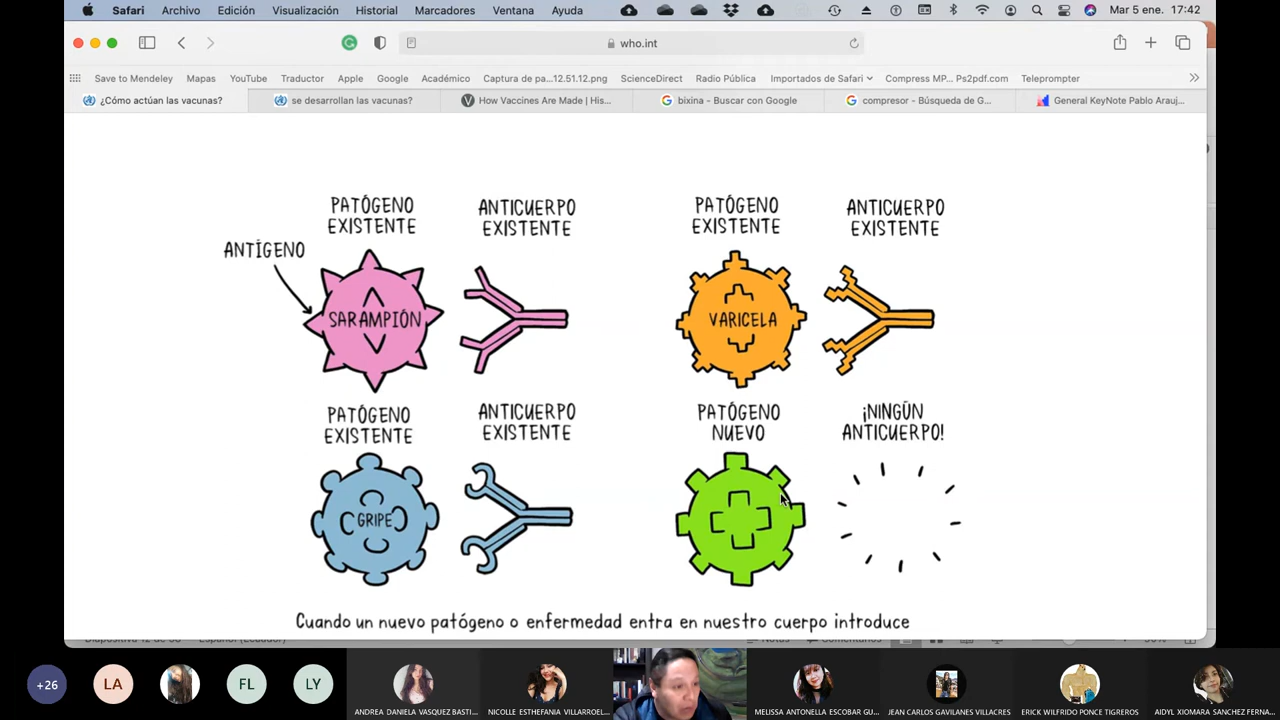 Safari Archivo Edición Visualización Historial Marcadores Ventana Ayuda Mar 5 ene. 17:42
who.int
Save to Mendeley Mapas YouTube Traductor Apple Google Académico Captura de pa...12.51.12.png ScienceDirect Radio Pública Importados de Safari Compress MP... Ps2pdf.com Teleprompter
¿Cómo actúan las vacunas? se desarrollan las vacunas? How Vaccines Are Made | His... bixina - Buscar con Google compresor - Búsqueda de G... General KeyNote Pablo Arauj...
PATÓGENO
EXISTENTE
ANTICUERPO
EXISTENTE
PATÓGENO
EXISTENTE
ANTICUERPO
EXISTENTE
ANTÍGENO
SARAMPIÓN
VARICELA
PATÓGENO
EXISTENTE
ANTICUERPO
EXISTENTE
PATÓGENO
NUEVO
¡NINGÚN
ANTICUERPO!
GRIPE
Cuando un nuevo patógeno o enfermedad entra en nuestro cuerpo introduce
+26 LA FL LY
ANDREA DANIELA VASQUEZ BASTI... NICOLLE ESTHEFANIA VILLARROEL... MELISSA ANTONELLA ESCOBAR GU... JEAN CARLOS GAVILANES VILLACRES ERICK WILFRIDO PONCE TIGREROS AIDYL XIOMARA SANCHEZ FERNA...